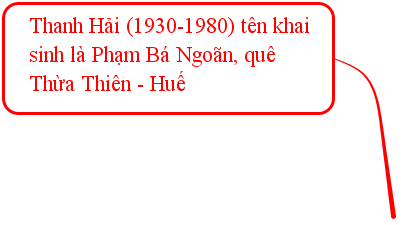 Thanh Hải (1930-1980) tên khai
sinh là Phạm Bá Ngoãn, quê
Thừa Thiên - Huế